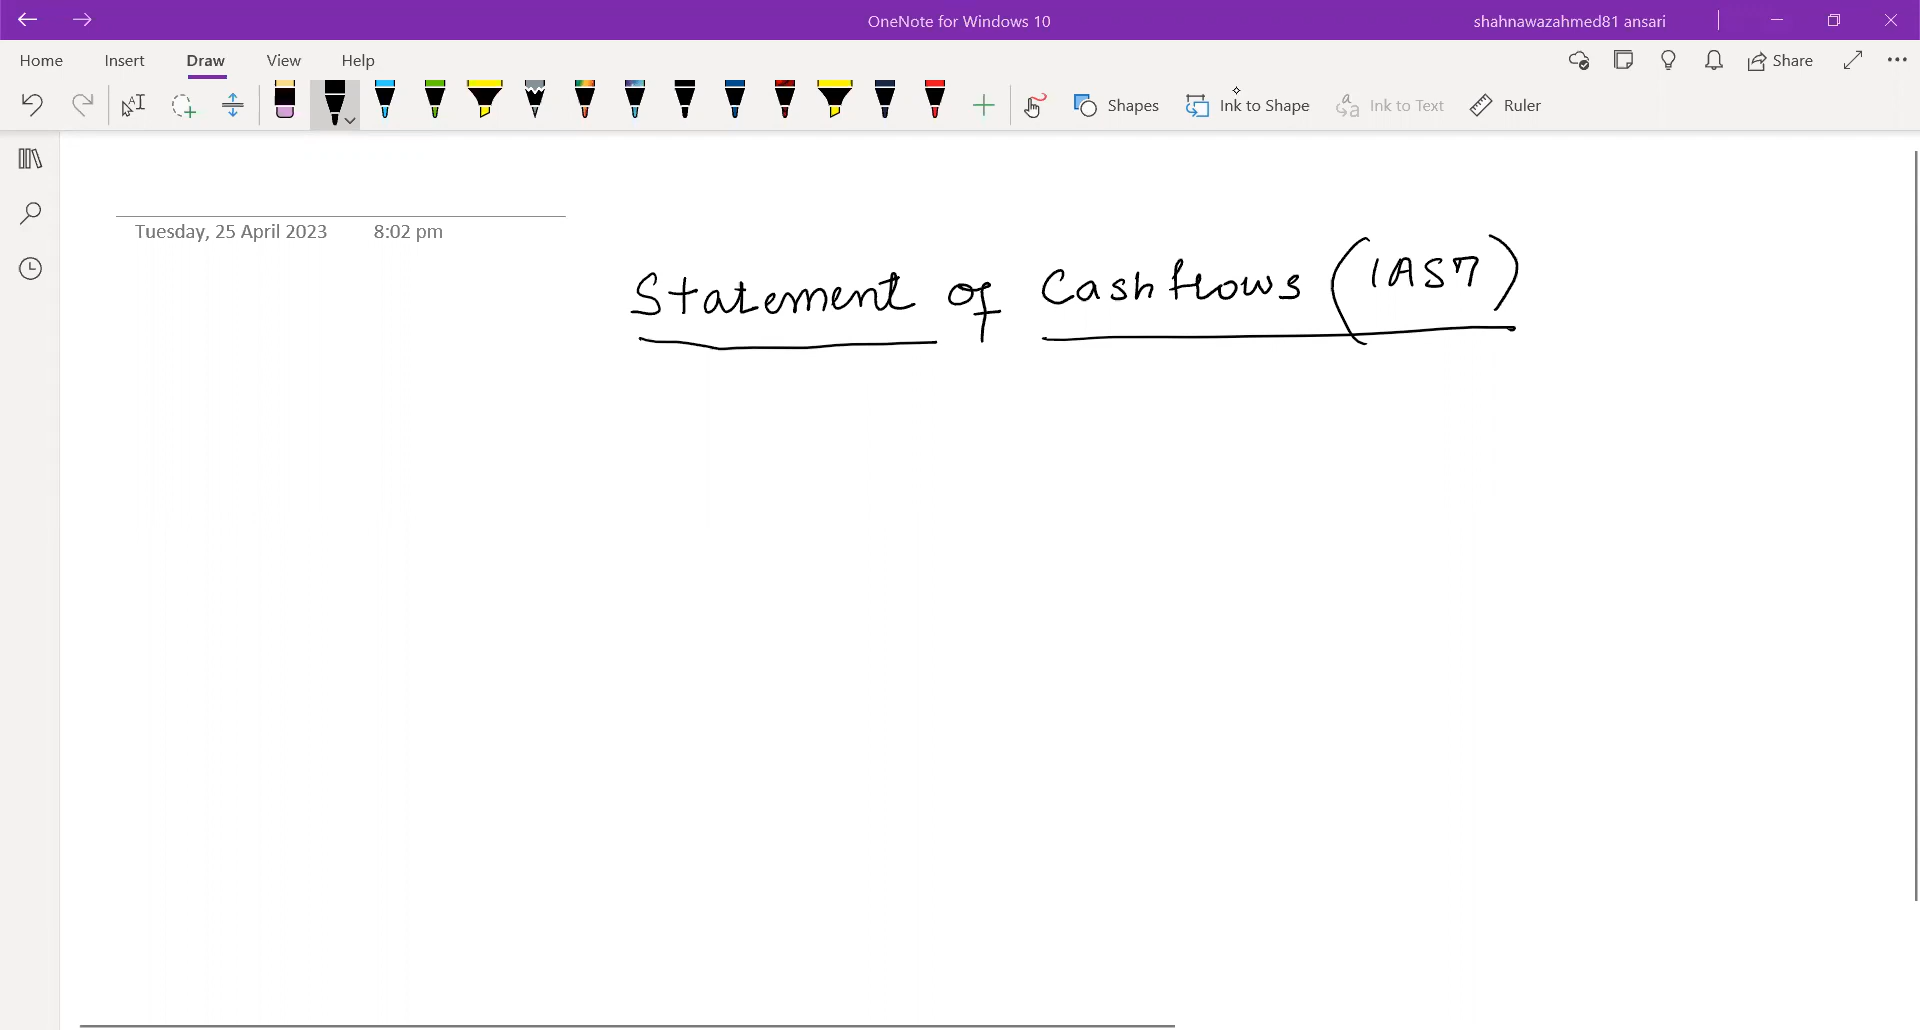 OneNote for Windows 10
shahnawazahmed81 ansari
Home Insert Draw View Help
Share
Shapes Ink to Shape Ink to Text Ruler
Tuesday, 25 April 2023 8:02 pm
Statement of Cashflows (IAS7)